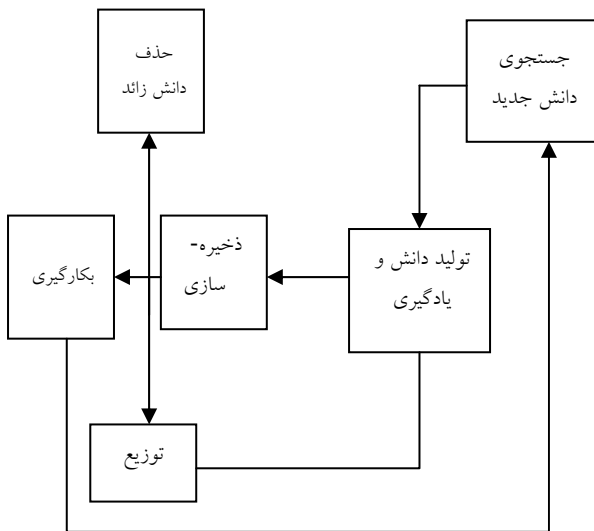 حذف
دانش زائد
جستجوی
دانش جدید
تولید دانش و
یادگیری
ذخیره-
سازی
بکارگیری
توزیع